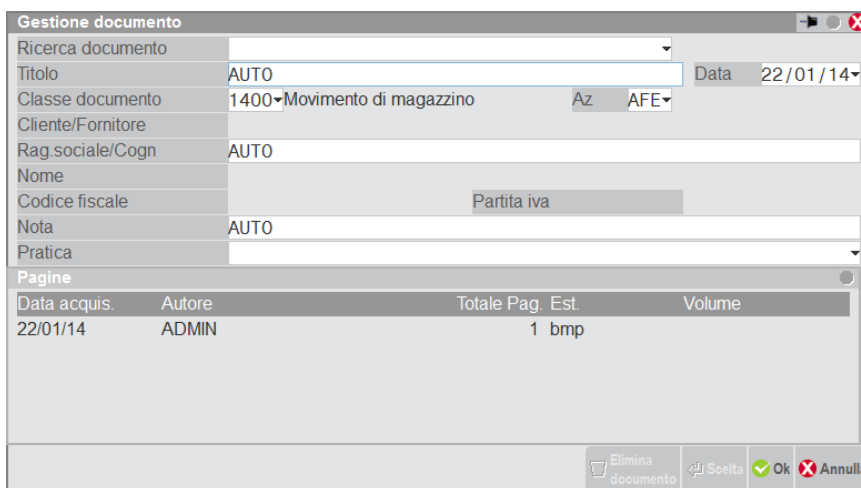 Gestione documento
Ricerca documento
Titolo AUTO Data 22/01/14
Classe documento 1400 Movimento di magazzino Az AFE
Cliente/Fornitore
Rag.sociale/Cogn AUTO
Nome
Codice fiscale Partita iva
Nota AUTO
Pratica
Pagine
Data acquis. Autore Totale Pag. Est. Volume
22/01/14 ADMIN 1 bmp
Elimina documento Scelta Ok Annull